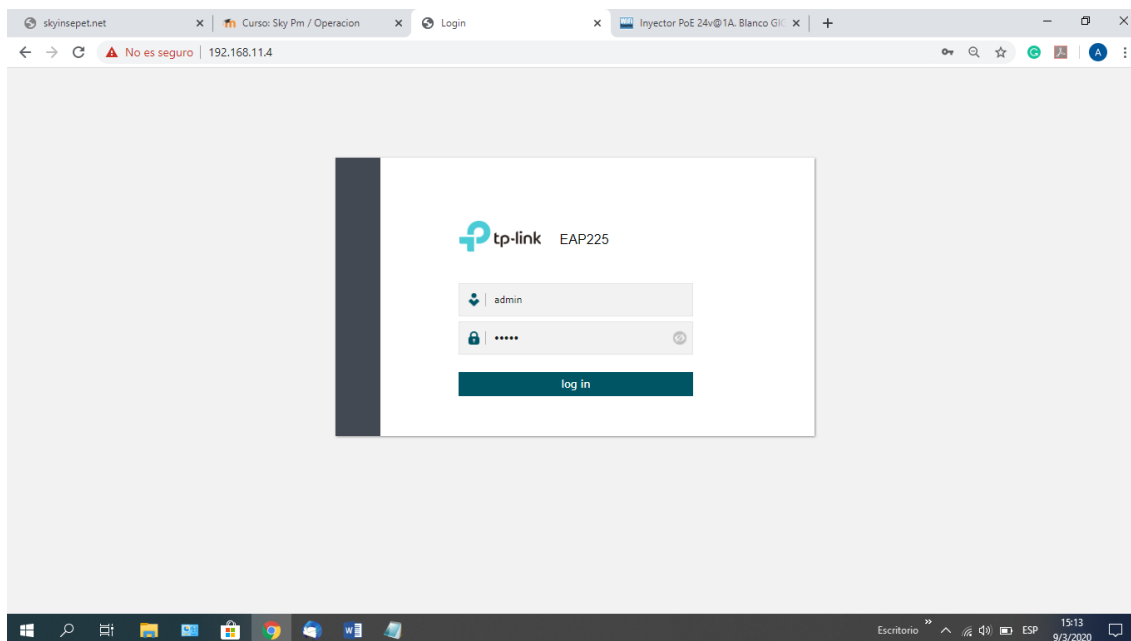 skyinsepet.net
Curso: Sky Pm / Operacion
Login
Inyector PoE 24v@1A. Blanco GIG
No es seguro
192.168.11.4
A
tp-link EAP225
admin
•••••
log in
Escritorio
ESP
15:13
9/3/2020